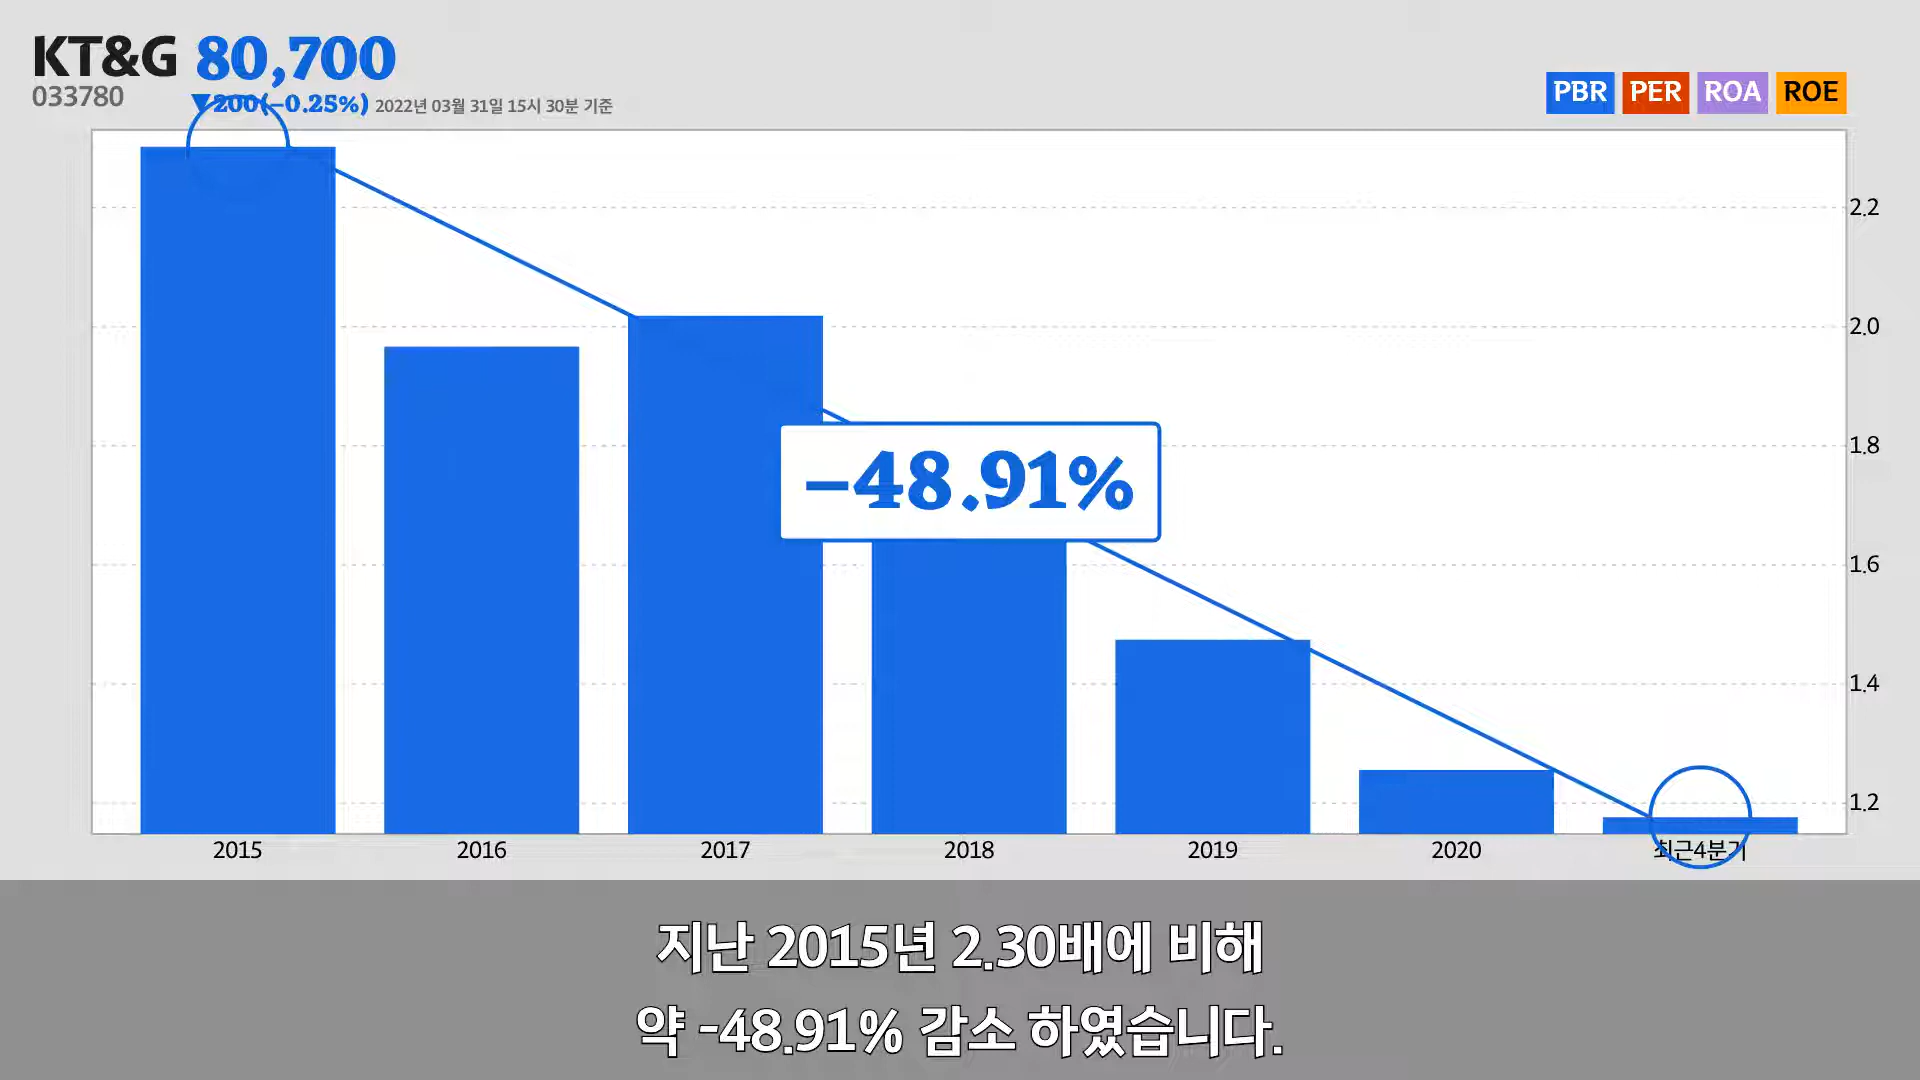 KT&G 80,700
033780 ▼200(-0.25%) 2022년 03월 31일 15시 30분 기준
PBR PER ROA ROE
2.2
2.0
1.8
-48.91%
1.6
1.4
1.2
2015 2016 2017 2018 2019 2020 최근4분기
지난 2015년 2.30배에 비해
약 -48.91% 감소 하였습니다.